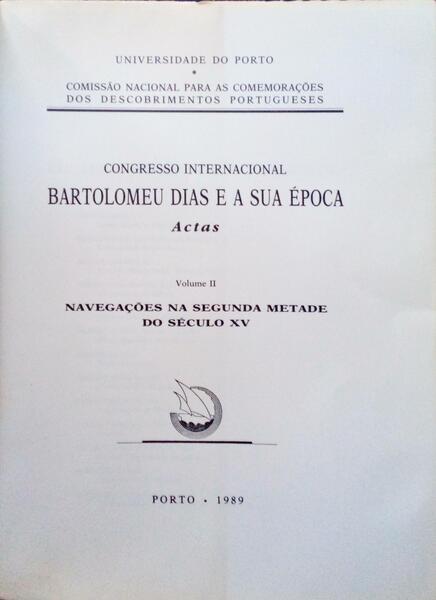 UNIVERSIDADE DO PORTO
•
COMISSÃO NACIONAL PARA AS COMEMORAÇÕES
DOS DESCOBRIMENTOS PORTUGUESES
CONGRESSO INTERNACIONAL
BARTOLOMEU DIAS E A SUA ÉPOCA
Actas
Volume II
NAVEGAÇÕES NA SEGUNDA METADE
DO SÉCULO XV
PORTO • 1989